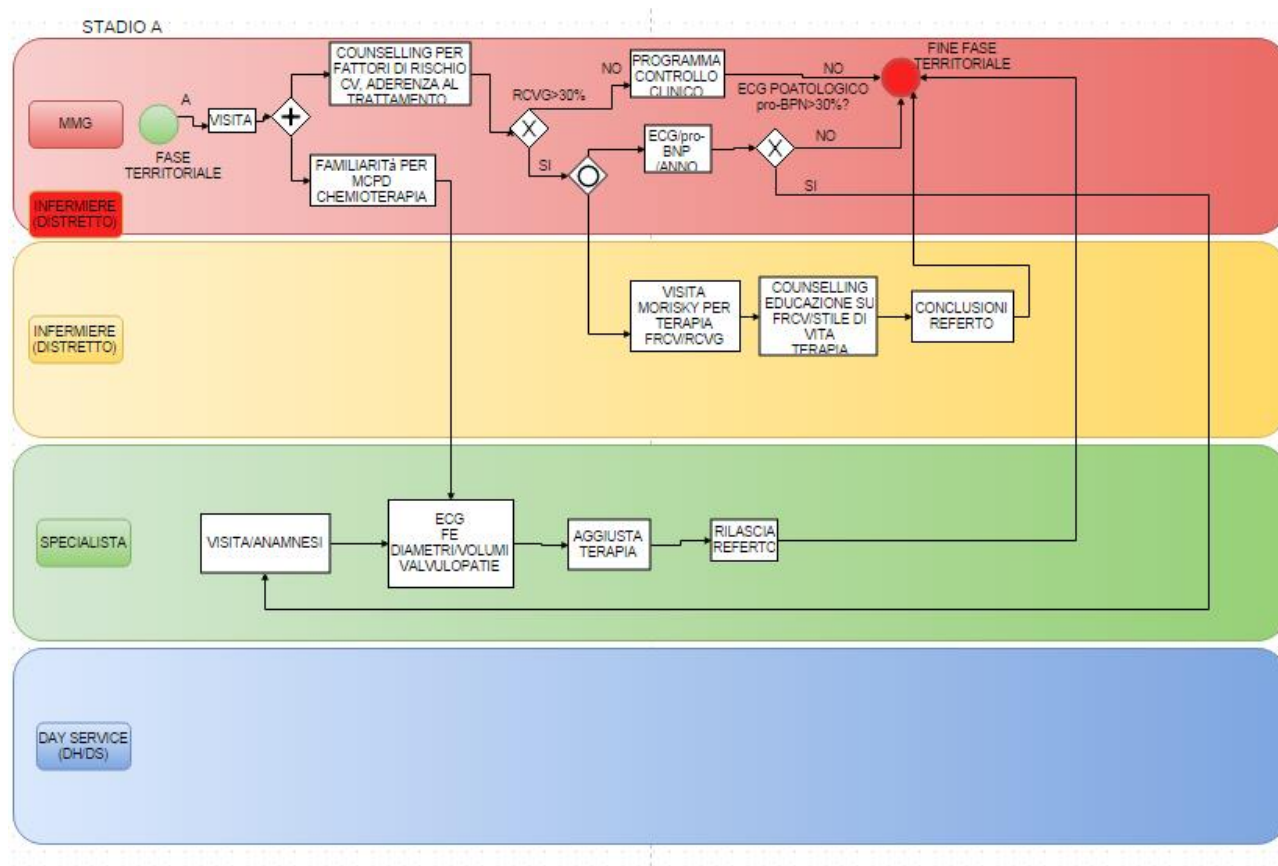 STADIO A
MMG
INFERMIERE
(DISTRETTO)
A
FASE
TERRITORIALE
VISITA
COUNSELLING PER
FATTORI DI RISCHIO
CV, ADERENZA AL
TRATTAMENTO
FAMILIARITà PER
MCPD
CHEMIOTERAPIA
RCVG>30%
NO
SI
PROGRAMMA
CONTROLLO
CLINICO
ECG/pro-
BNP
/ANNO
NO
ECG POATOLOGICO
pro-BPN>30%?
NO
SI
FINE FASE
TERRITORIALE
INFERMIERE
(DISTRETTO)
VISITA
MORISKY PER
TERAPIA
FRCV/RCVG
COUNSELLING
EDUCAZIONE SU
FRCV/STILE DI
VITA
TERAPIA
CONCLUSIONI
REFERTO
SPECIALISTA
VISITA/ANAMNESI
ECG
FE
DIAMETRI/VOLUMI
VALVULOPATIE
AGGIUSTA
TERAPIA
RILASCIA
REFERTO
DAY SERVICE
(DH/DS)